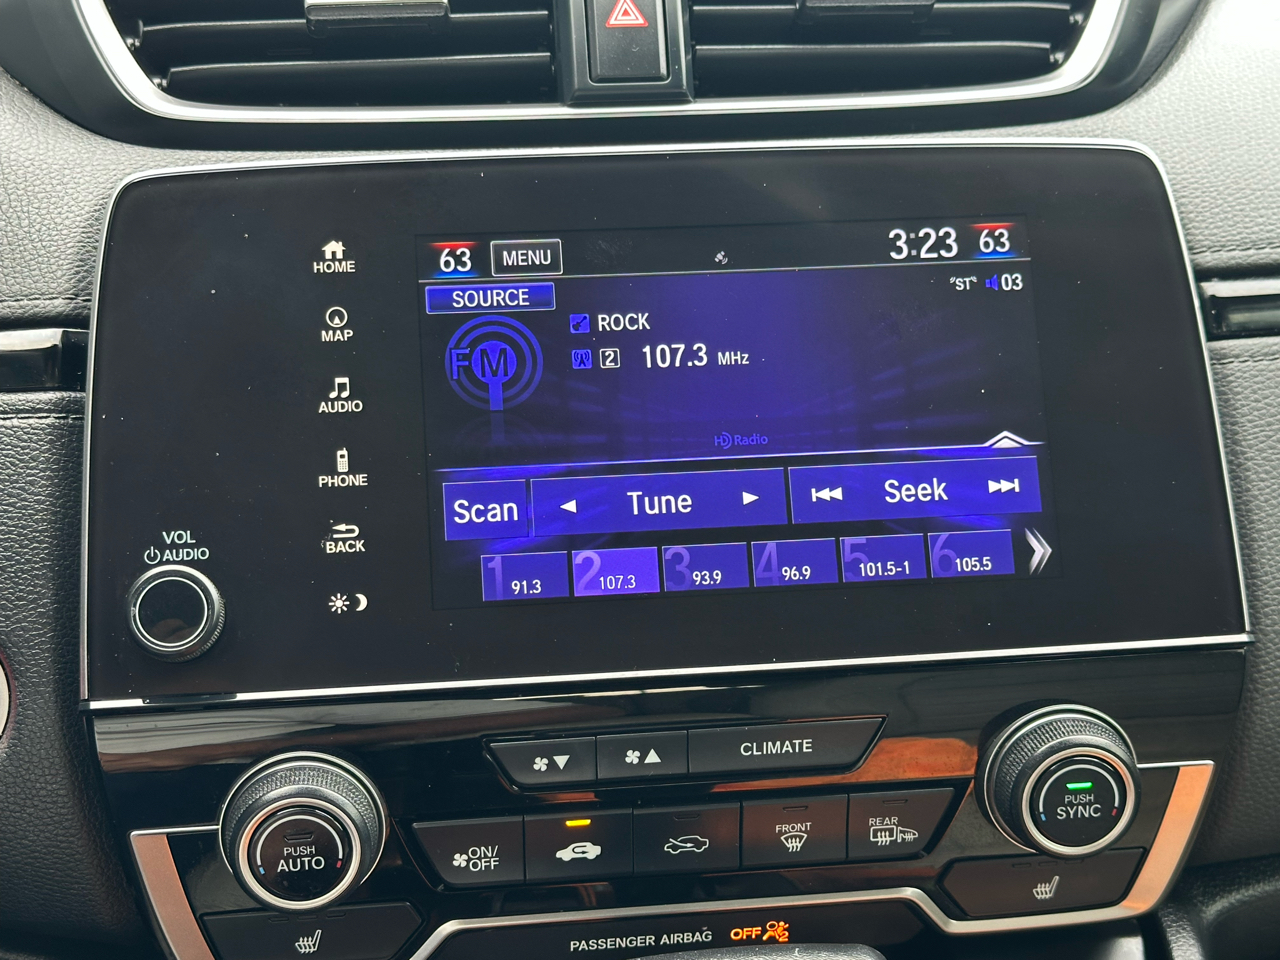 63 MENU 3:23 63
SOURCE "ST" 03
HOME
ROCK
FM 2 107.3 MHz
MAP
AUDIO
HD Radio
PHONE
Scan Tune Seek
BACK
1 91.3 2 107.3 3 93.9 4 96.9 5 101.5-1 6 105.5
VOL
AUDIO
CLIMATE
PUSH
AUTO
ON/
OFF
FRONT
REAR
PUSH
SYNC
PASSENGER AIRBAG OFF 2